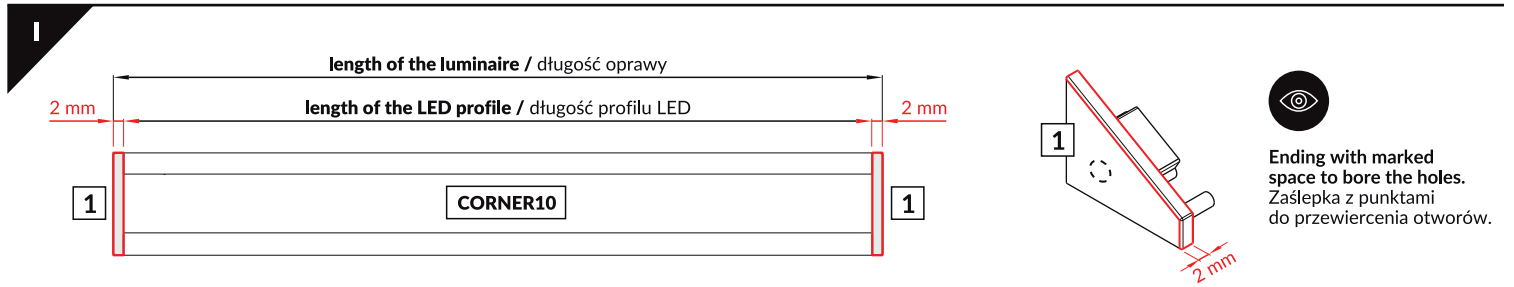 I
length of the luminaire / długość oprawy
2 mm
length of the LED profile / długość profilu LED
2 mm
1
CORNER10
1
1
2 mm
Ending with marked
space to bore the holes.
Zaślepka z punktami
do przewiercenia otworów.